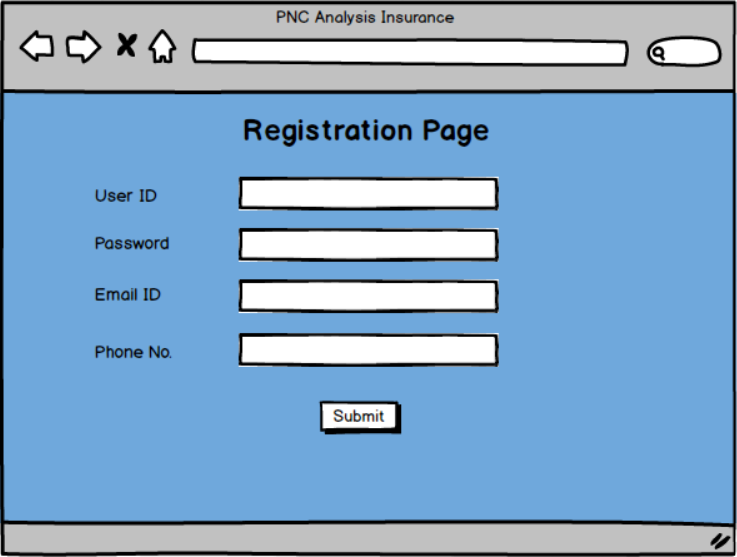 PNC Analysis Insurance
Registration Page
User ID
Password
Email ID
Phone No.
Submit